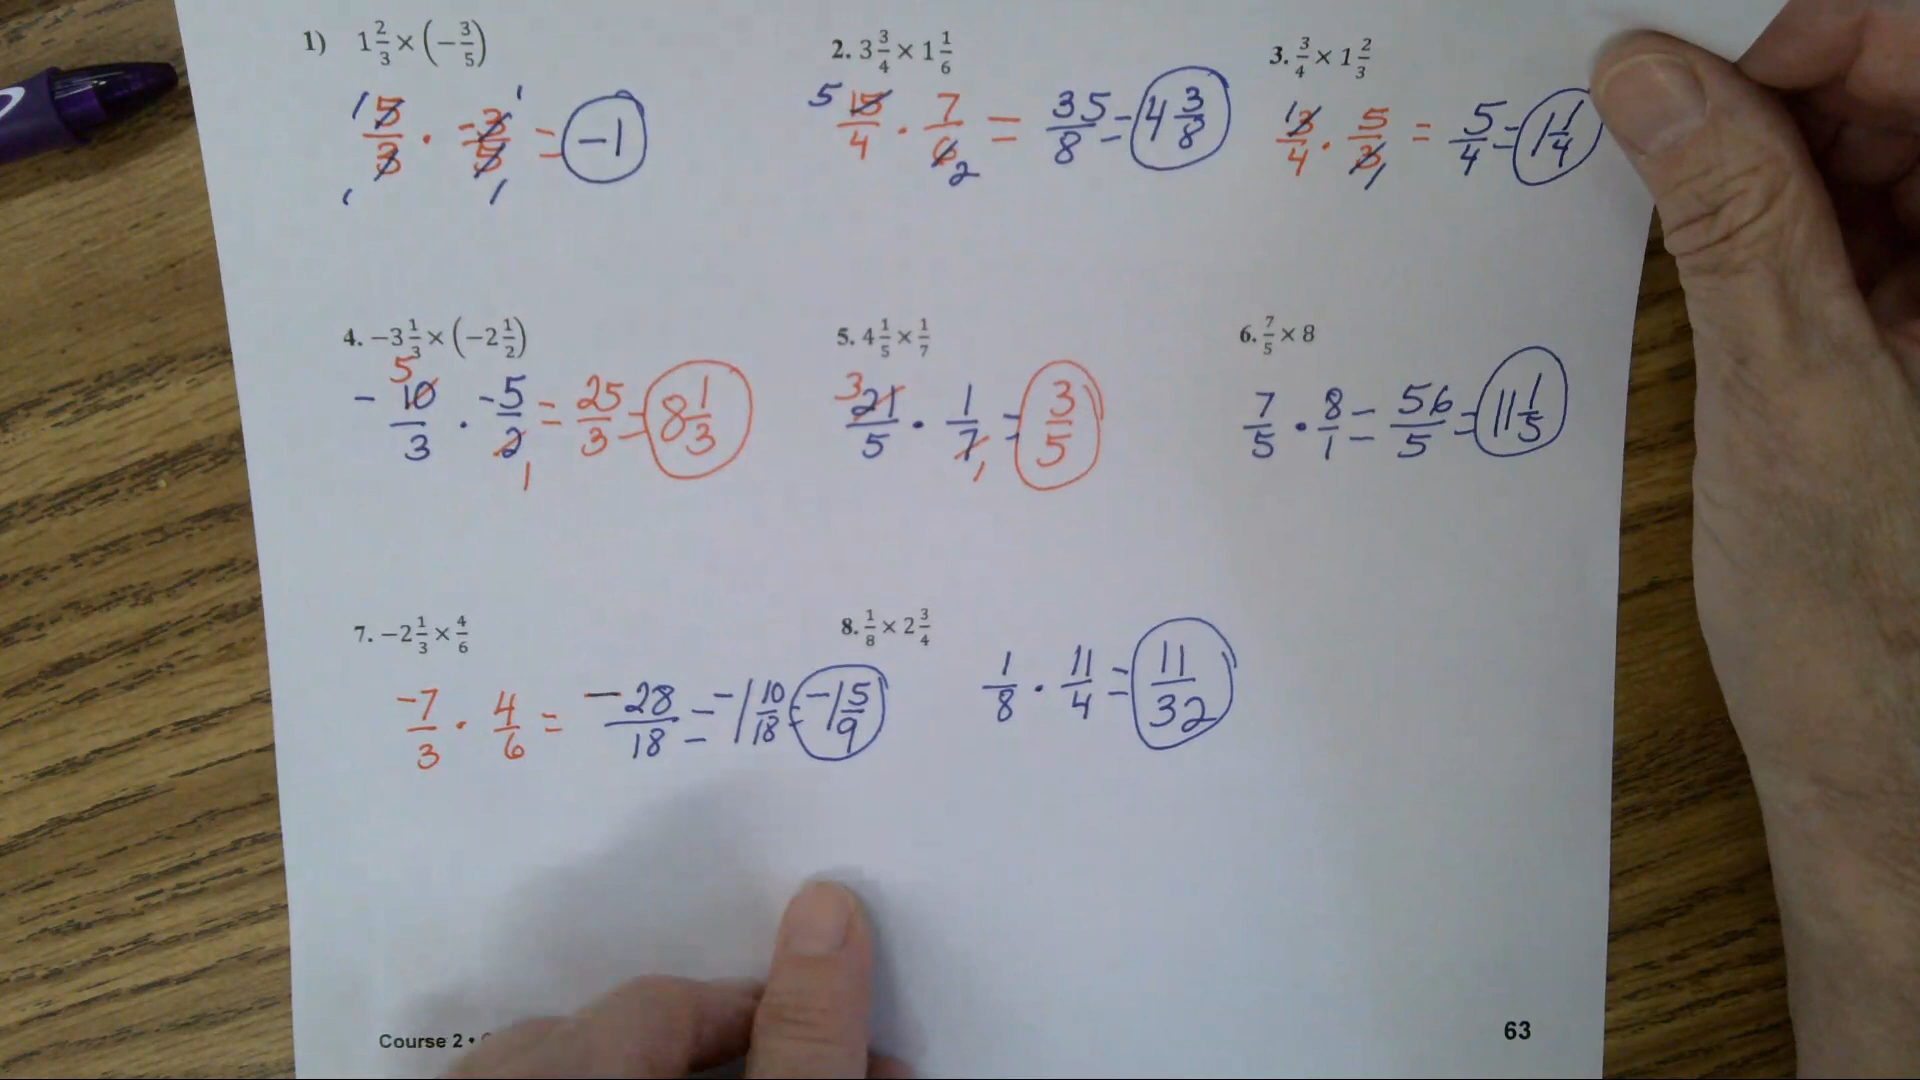 1) 1 2/3 × (− 3/5)
2. 3 3/4 × 1 1/6
3. 3/4 × 1 2/3
1 5/3 1 · −3/5 1 1 = −1
5 15/4 · 7/6 2 = 35/8 = 4 3/8
1 3/4 · 5/3 1 = 5/4 = 1 1/4
4. −3 1/3 × (−2 1/2)
5. 4 1/5 × 1/7
6. 7/5 × 8
− 5 10/3 · −5/2 1 = 25/3 = 8 1/3
3 21/5 · 1/7 1 = 3/5
7/5 · 8/1 = 56/5 = 11 1/5
7. −2 1/3 × 4/6
8. 1/8 × 2 3/4
−7/3 · 4/6 = −28/18 = −1 10/18 = −1 5/9
1/8 · 11/4 = 11/32
Course 2 •
63